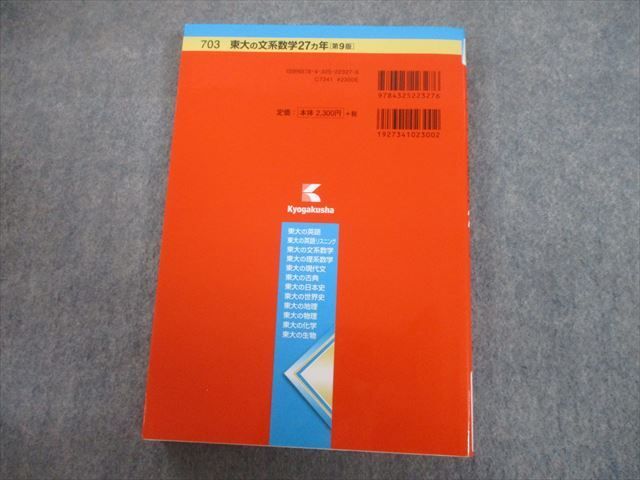 703 東大の文系数学27ヵ年[第9版]
ISBN978-4-325-22327-6
C7341 ¥2300E
9784325223276
定価：本体2,300円+税
1927341023002
Kyogakusha
東大の英語
東大の英語リスニング
東大の文系数学
東大の理系数学
東大の現代文
東大の古典
東大の日本史
東大の世界史
東大の地理
東大の物理
東大の化学
東大の生物